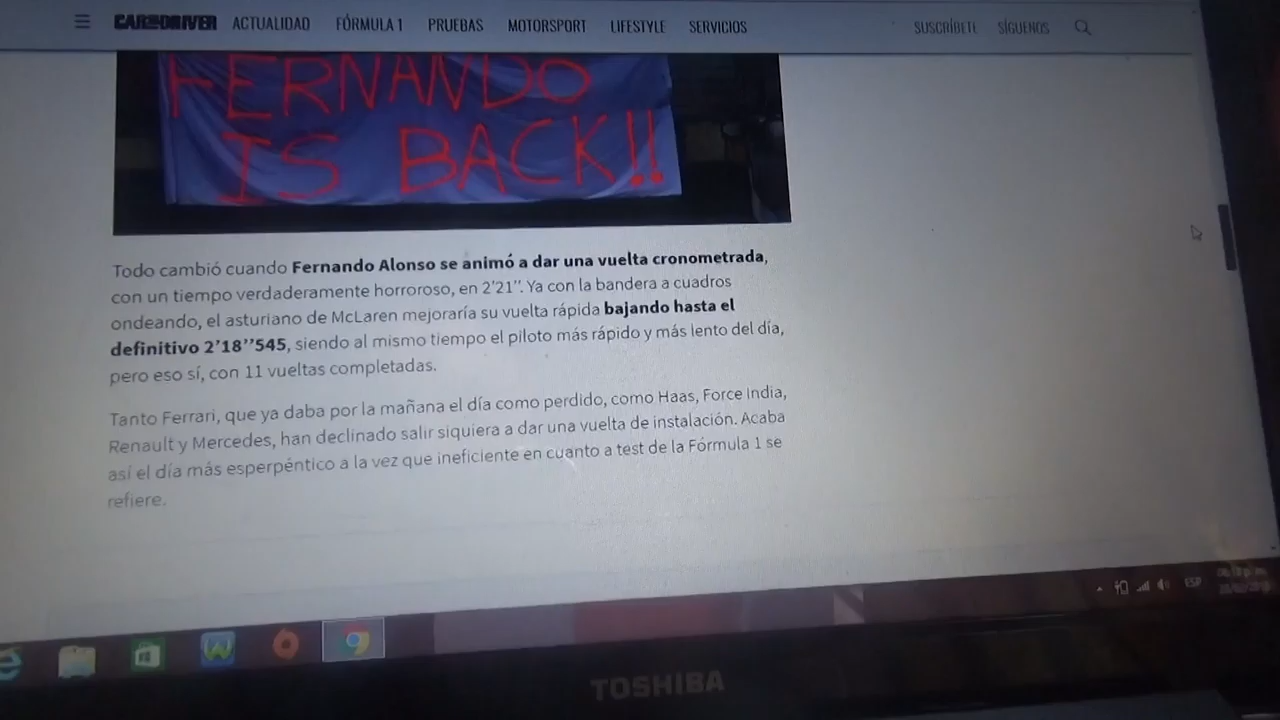 CAR AND DRIVER ACTUALIDAD FÓRMULA 1 PRUEBAS MOTORSPORT LIFESTYLE SERVICIOS SUSCRÍBETE SÍGUENOS
FERNANDO
IS BACK!!
Todo cambió cuando Fernando Alonso se animó a dar una vuelta cronometrada,
con un tiempo verdaderamente horroroso, en 2'21''. Ya con la bandera a cuadros
ondeando, el asturiano de McLaren mejoraría su vuelta rápida bajando hasta el
definitivo 2'18''545, siendo al mismo tiempo el piloto más rápido y más lento del día,
pero eso sí, con 11 vueltas completadas.
Tanto Ferrari, que ya daba por la mañana el día como perdido, como Haas, Force India,
Renault y Mercedes, han declinado salir siquiera a dar una vuelta de instalación. Acaba
así el día más esperpéntico a la vez que ineficiente en cuanto a test de la Fórmula 1 se
refiere.
ESP
TOSHIBA